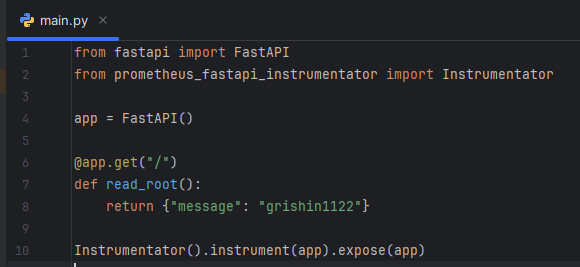 main.py
1 from fastapi import FastAPI
2 from prometheus_fastapi_instrumentator import Instrumentator
3
4 app = FastAPI()
5
6 @app.get("/")
7 def read_root():
8     return {"message": "grishin1122"}
9
10 Instrumentator().instrument(app).expose(app)